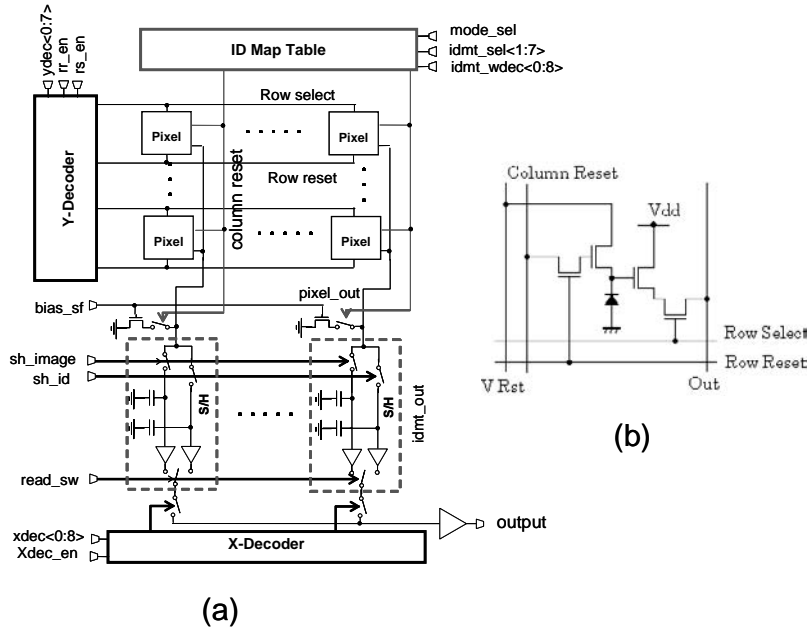 ydec<0:7>
rr_en
rs_en
ID Map Table
mode_sel
idmt_sel<1:7>
idmt_wdec<0:8>
Y-Decoder
Row select
Pixel
Pixel
Row reset
column reset
Pixel
Pixel
bias_sf
pixel_out
sh_image
sh_id
S/H
S/H
idmt_out
read_sw
output
xdec<0:8>
Xdec_en
X-Decoder
(a)
Column Reset
Vdd
Row Select
Row Reset
V Rst
Out
(b)